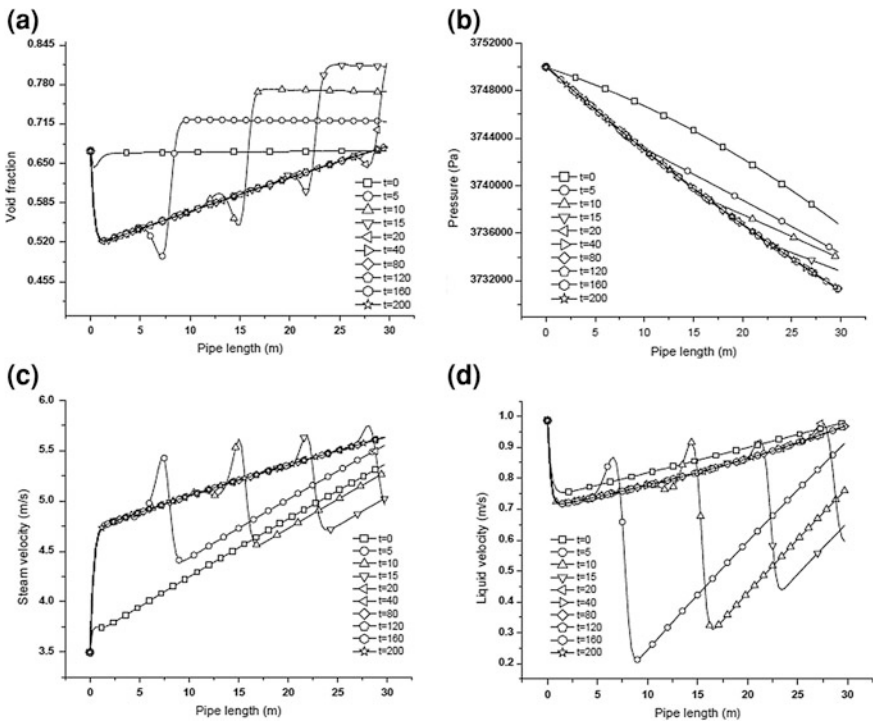 (a)
0.845
0.780
0.715
0.650
0.585
0.520
0.455
Void fraction
0 5 10 15 20 25 30
Pipe length (m)
t=0
t=5
t=10
t=15
t=20
t=40
t=80
t=120
t=160
t=200
(b)
3752000
3748000
3744000
3740000
3736000
3732000
Pressure (Pa)
0 5 10 15 20 25 30
Pipe length (m)
t=0
t=5
t=10
t=15
t=20
t=40
t=80
t=120
t=160
t=200
(c)
6.0
5.5
5.0
4.5
4.0
3.5
Steam velocity (m/s)
0 5 10 15 20 25 30
Pipe length (m)
t=0
t=5
t=10
t=15
t=20
t=40
t=80
t=120
t=160
t=200
(d)
1.0
0.9
0.8
0.7
0.6
0.5
0.4
0.3
0.2
Liquid velocity (m/s)
0 5 10 15 20 25 30
Pipe length (m)
t=0
t=5
t=10
t=15
t=20
t=40
t=80
t=120
t=160
t=200